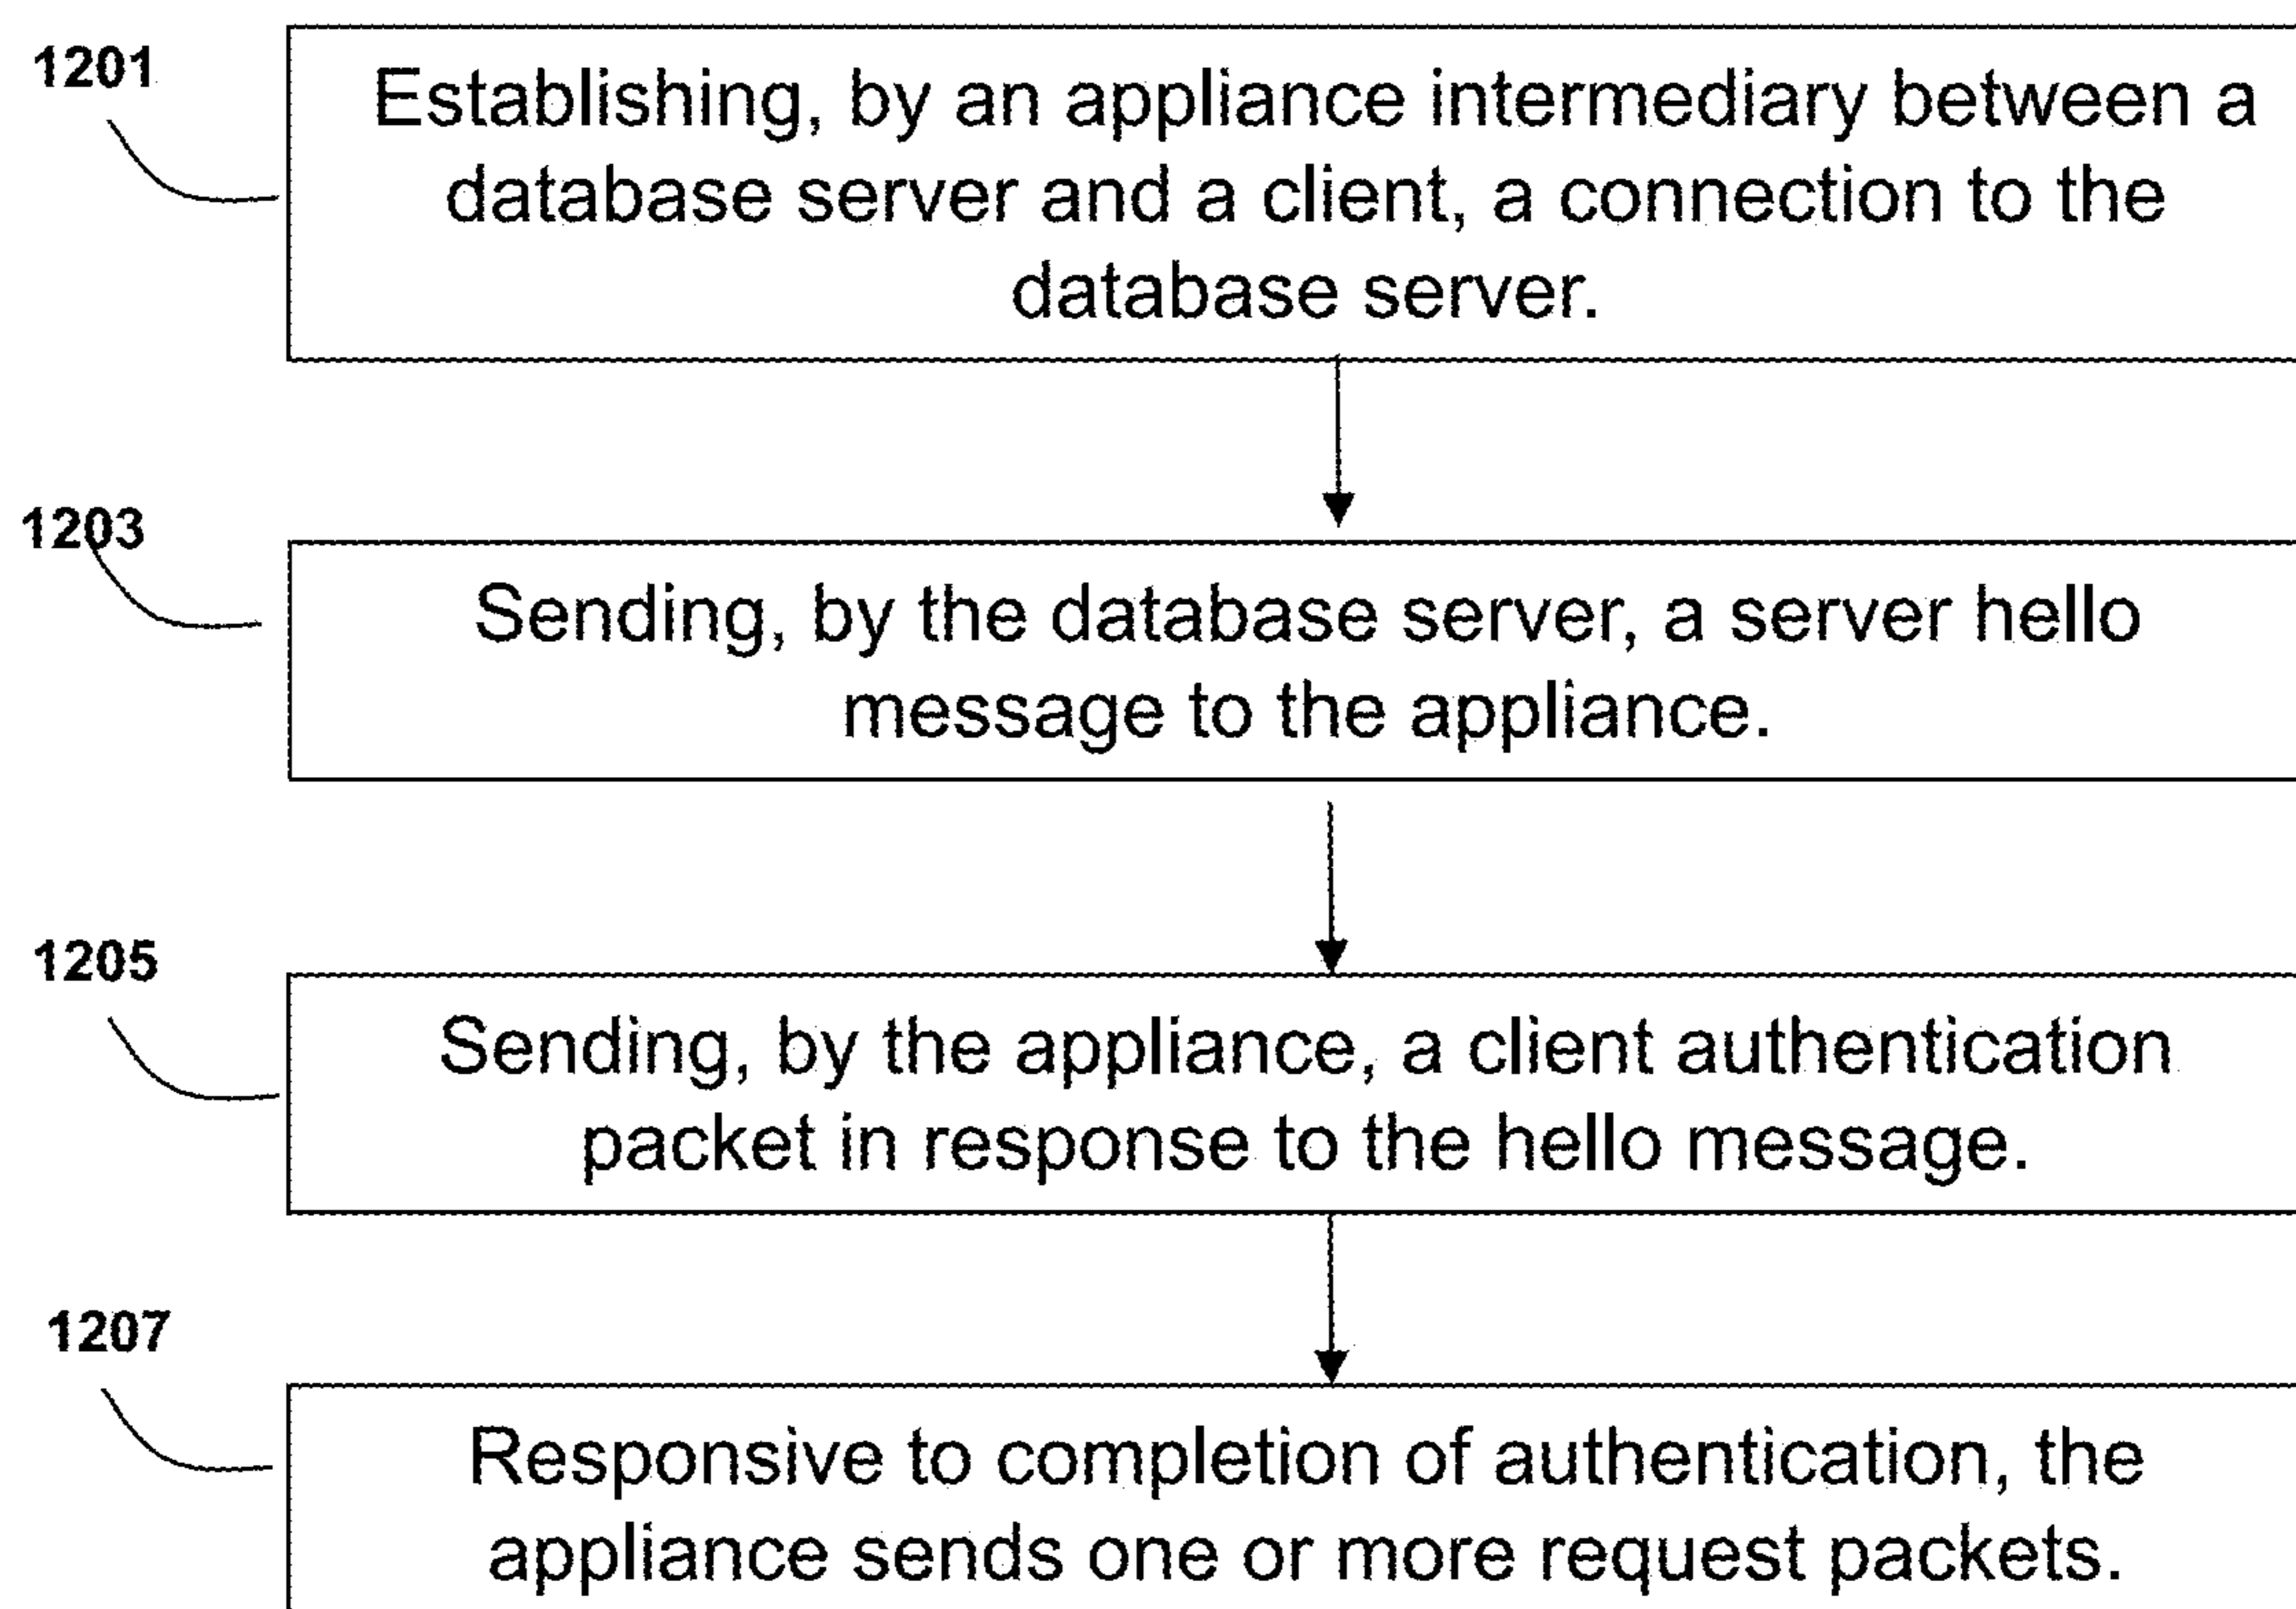 1201
Establishing, by an appliance intermediary between a
database server and a client, a connection to the
database server.
1203
Sending, by the database server, a server hello
message to the appliance.
1205
Sending, by the appliance, a client authentication
packet in response to the hello message.
1207
Responsive to completion of authentication, the
appliance sends one or more request packets.